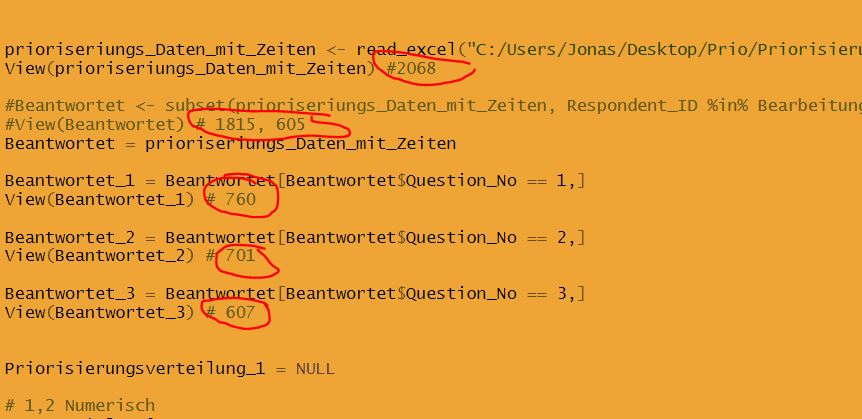 prioriseriungs_Daten_mit_Zeiten <- read_excel("C:/Users/Jonas/Desktop/Prio/Priorisieru
View(prioriseriungs_Daten_mit_Zeiten) #2068
#Beantwortet <- subset(prioriseriungs_Daten_mit_Zeiten, Respondent_ID %in% Bearbeitung
#View(Beantwortet) # 1815, 605
Beantwortet = prioriseriungs_Daten_mit_Zeiten
Beantwortet_1 = Beantwortet[Beantwortet$Question_No == 1,]
View(Beantwortet_1) # 760
Beantwortet_2 = Beantwortet[Beantwortet$Question_No == 2,]
View(Beantwortet_2) # 701
Beantwortet_3 = Beantwortet[Beantwortet$Question_No == 3,]
View(Beantwortet_3) # 607
Priorisierungsverteilung_1 = NULL
# 1,2 Numerisch